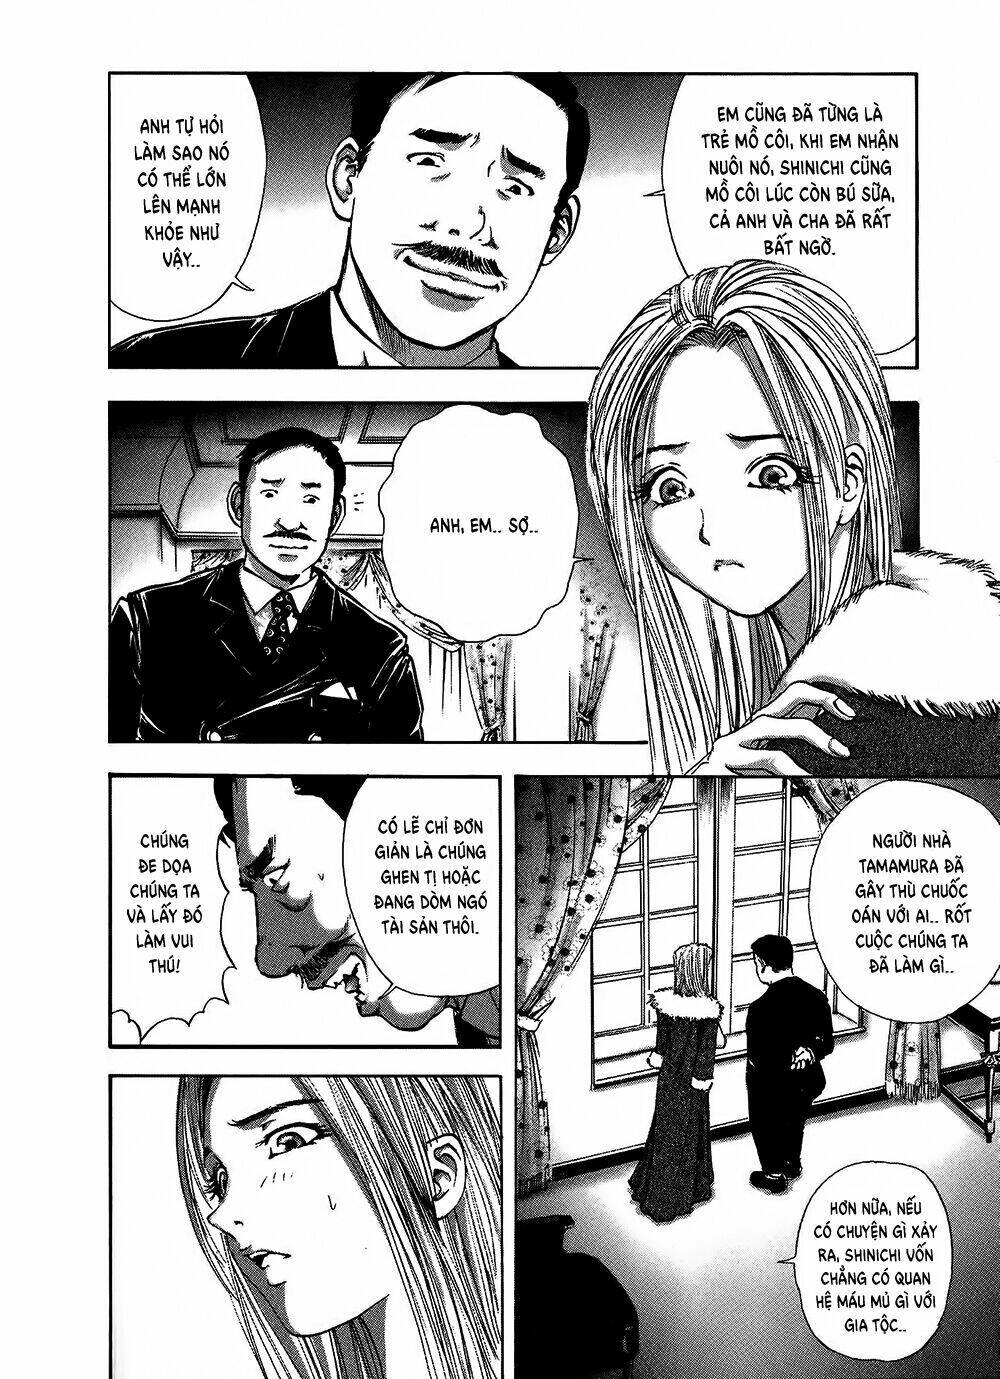 EM CŨNG ĐÃ TỪNG LÀ
TRẺ MỒ CÔI, KHI EM NHẬN
NUÔI NÓ, SHINICHI CŨNG
MỒ CÔI LÚC CÒN BÚ SỮA,
CẢ ANH VÀ CHA ĐÃ RẤT
BẤT NGỜ.
ANH TỰ HỎI
LÀM SAO NÓ
CÓ THỂ LỚN
LÊN MẠNH
KHỎE NHƯ
VẬY..
ANH, EM.. SỢ..
NGƯỜI NHÀ
TAMAMURA ĐÃ
GÂY THÙ CHUỐC
OÁN VỚI AI.. RỐT
CUỘC CHÚNG TA
ĐÃ LÀM GÌ..
HƠN NỮA, NẾU
CÓ CHUYỆN GÌ XẢY
RA, SHINICHI VỐN
CHẲNG CÓ QUAN
HỆ MÁU MỦ GÌ VỚI
GIA TỘC..
CÓ LẼ CHỈ ĐƠN
GIẢN LÀ CHÚNG
GHEN TỊ HOẶC
ĐANG DÒM NGÓ
TÀI SẢN THÔI.
CHÚNG
ĐE DỌA
CHÚNG TA
VÀ LẤY ĐÓ
LÀM VUI
THÚ!